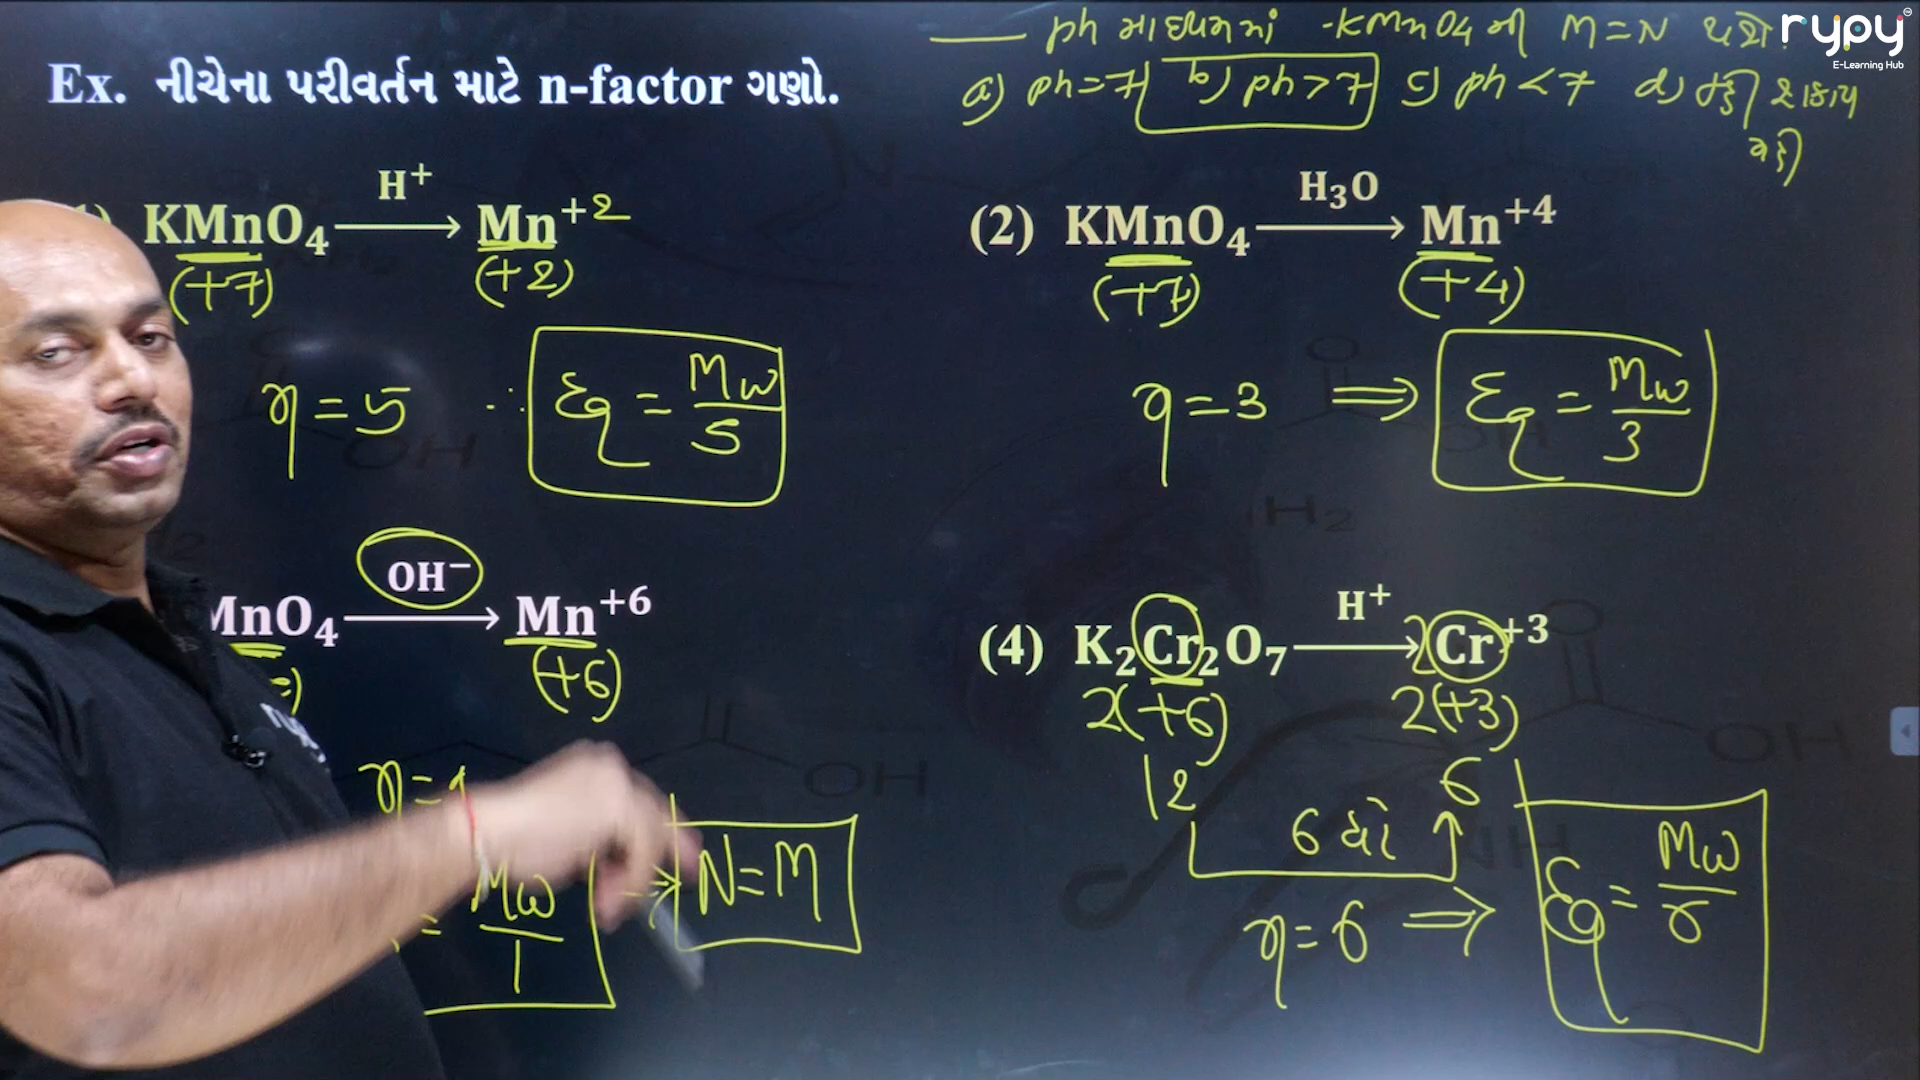 rypy
E-Learning Hub
ph માધ્યમમાં KMnO4 ની M=N થશે.
a) ph=7 b) ph>7 c) ph<7 d) કહી શકાય નહી
Ex. નીચેના પરીવર્તન માટે n-factor ગણો.
KMnO₄ H⁺ → Mn⁺²
(+7) (+2)
η=5 ∴ Eq = Mw/5
(2) KMnO₄ H₃O → Mn⁺⁴
(+7) (+4)
η=3 ⇒ Eq = Mw/3
MnO₄ OH⁻ → Mn⁺⁶
(+6)
η=1
= Mw/1 ⇒ N=M
(4) K₂Cr₂O₇ H⁺ → 2Cr⁺³
2(+6) 2(+3)
12 6
6 ઘટે
η=6 ⇒ Eq = Mw/6